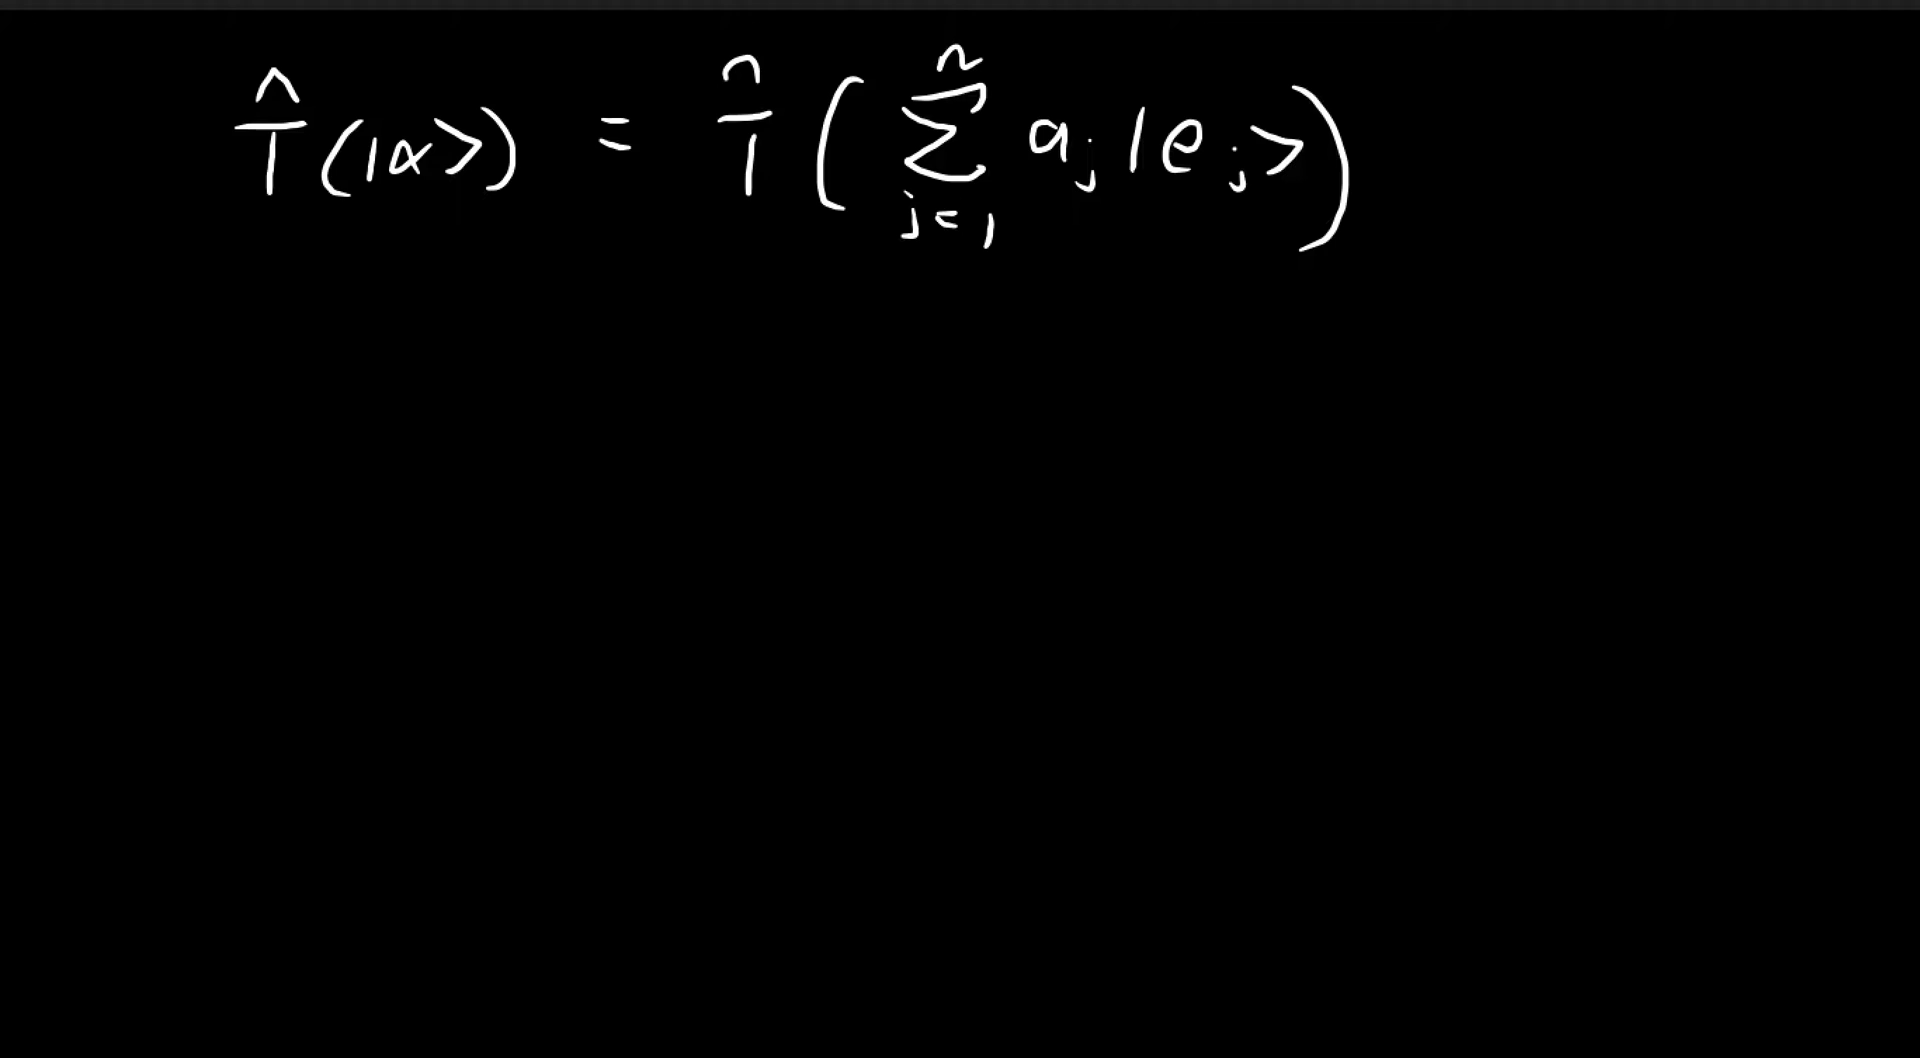 T̂(|α>) = T̂(∑_{j=1}^{n} a_j |e_j>)